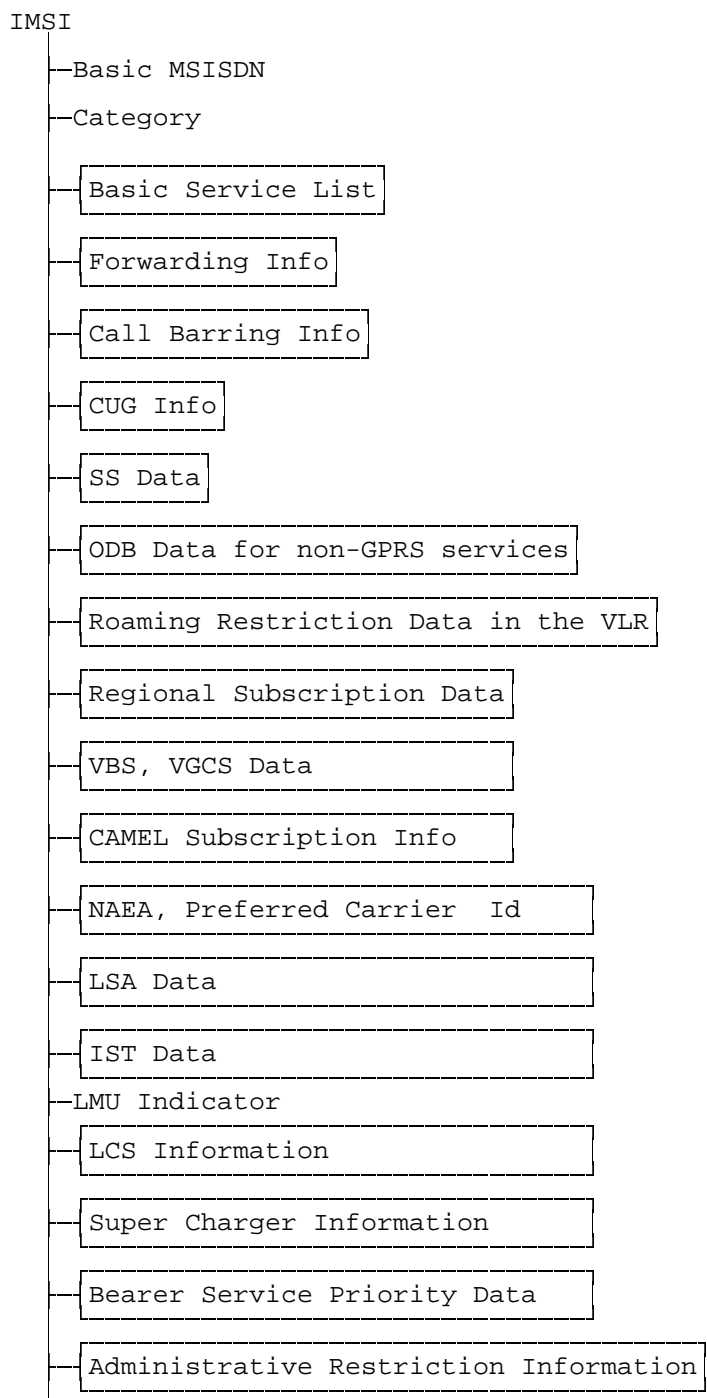 IMSI
Basic MSISDN
Category
Basic Service List
Forwarding Info
Call Barring Info
CUG Info
SS Data
ODB Data for non-GPRS services
Roaming Restriction Data in the VLR
Regional Subscription Data
VBS, VGCS Data
CAMEL Subscription Info
NAEA, Preferred Carrier Id
LSA Data
IST Data
LMU Indicator
LCS Information
Super Charger Information
Bearer Service Priority Data
Administrative Restriction Information